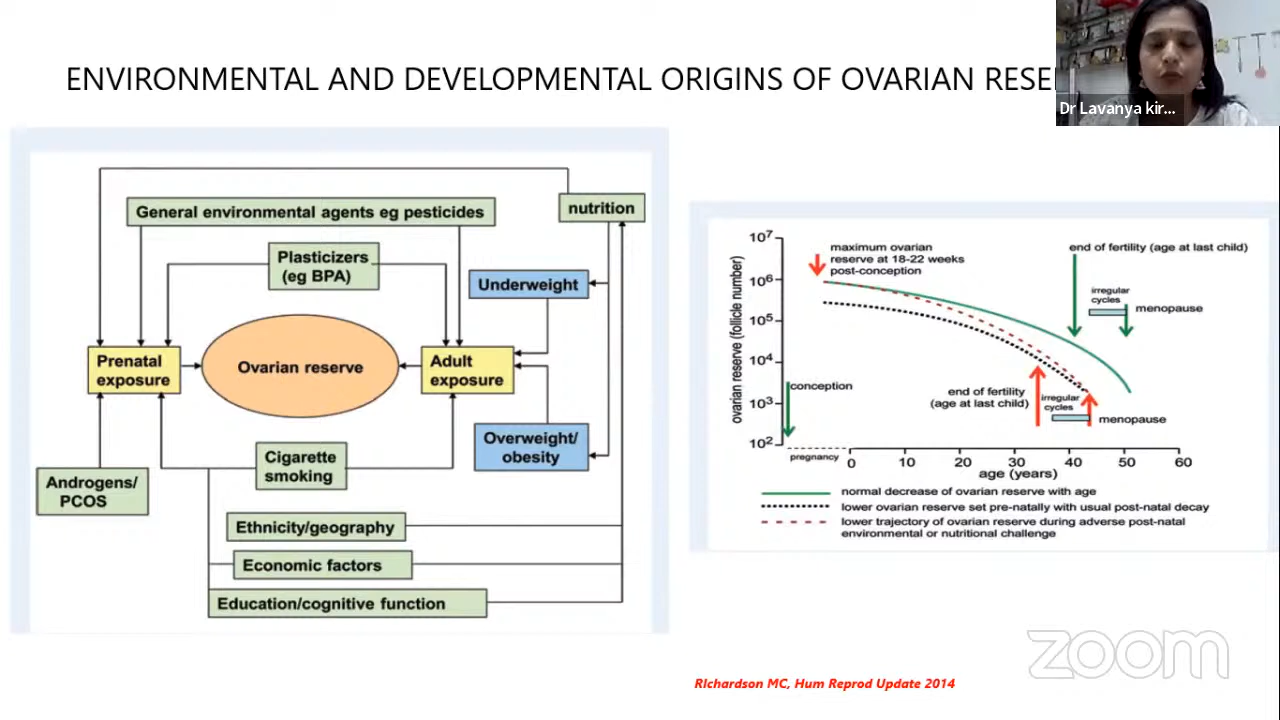 ENVIRONMENTAL AND DEVELOPMENTAL ORIGINS OF OVARIAN
Dr Lavanya kir...
General environmental agents eg pesticides
nutrition
Plasticizers
(eg BPA)
Underweight
Prenatal
exposure
Ovarian reserve
Adult
exposure
Overweight/
obesity
Cigarette
smoking
Androgens/
PCOS
Ethnicity/geography
Economic factors
Education/cognitive function
ovarian reserve (follicle number)
10⁷
10⁶
10⁵
10⁴
10³
10²
maximum ovarian
reserve at 18-22 weeks
post-conception
end of fertility (age at last child)
irregular
cycles
menopause
conception
end of fertility
(age at last child)
irregular
cycles
menopause
pregnancy
0 10 20 30 40 50 60
age (years)
normal decrease of ovarian reserve with age
lower ovarian reserve set pre-natally with usual post-natal decay
lower trajectory of ovarian reserve during adverse post-natal
environmental or nutritional challenge
RIchardson MC, Hum Reprod Update 2014
zoom